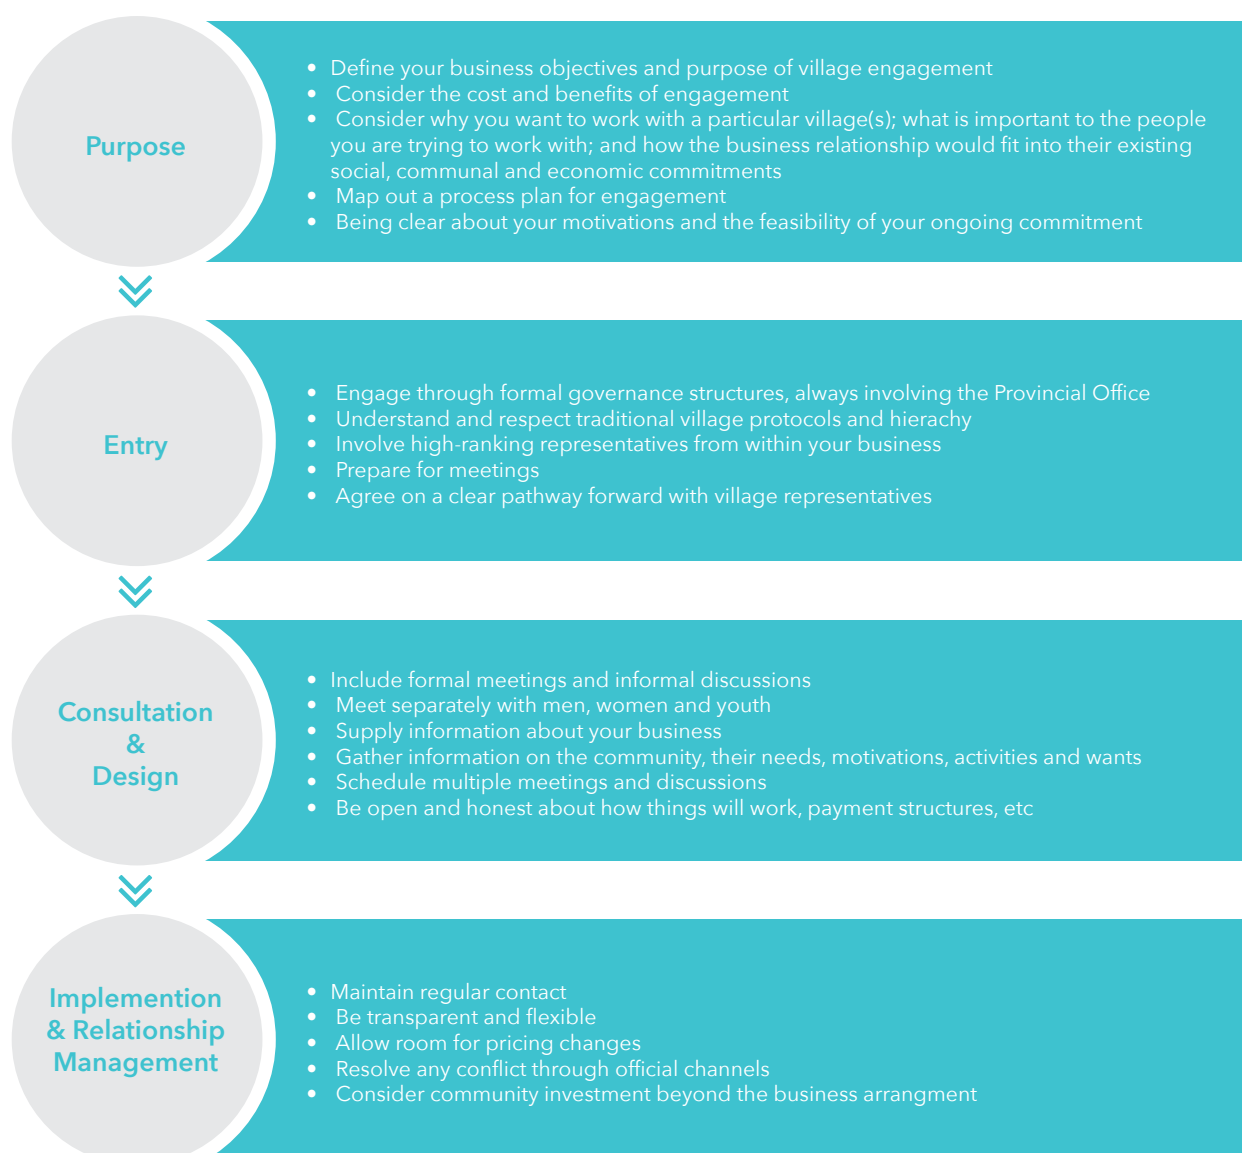 Purpose
• Define your business objectives and purpose of village engagement
• Consider the cost and benefits of engagement
• Consider why you want to work with a particular village(s); what is important to the people
you are trying to work with; and how the business relationship would fit into their existing
social, communal and economic commitments
• Map out a process plan for engagement
• Being clear about your motivations and the feasibility of your ongoing commitment
Entry
• Engage through formal governance structures, always involving the Provincial Office
• Understand and respect traditional village protocols and hierachy
• Involve high-ranking representatives from within your business
• Prepare for meetings
• Agree on a clear pathway forward with village representatives
Consultation
&
Design
• Include formal meetings and informal discussions
• Meet separately with men, women and youth
• Supply information about your business
• Gather information on the community, their needs, motivations, activities and wants
• Schedule multiple meetings and discussions
• Be open and honest about how things will work, payment structures, etc
Implemention
& Relationship
Management
• Maintain regular contact
• Be transparent and flexible
• Allow room for pricing changes
• Resolve any conflict through official channels
• Consider community investment beyond the business arrangment